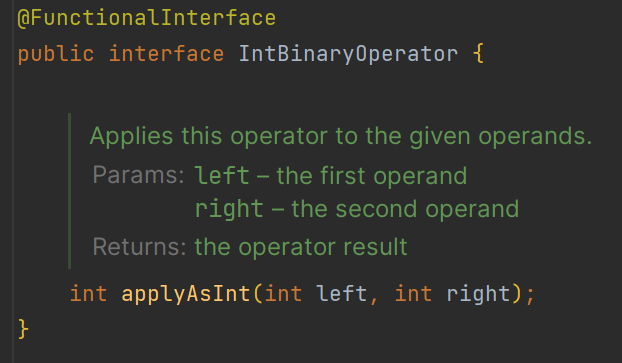 @FunctionalInterface
public interface IntBinaryOperator {
Applies this operator to the given operands.
Params: left – the first operand
right – the second operand
Returns: the operator result
int applyAsInt(int left, int right);
}